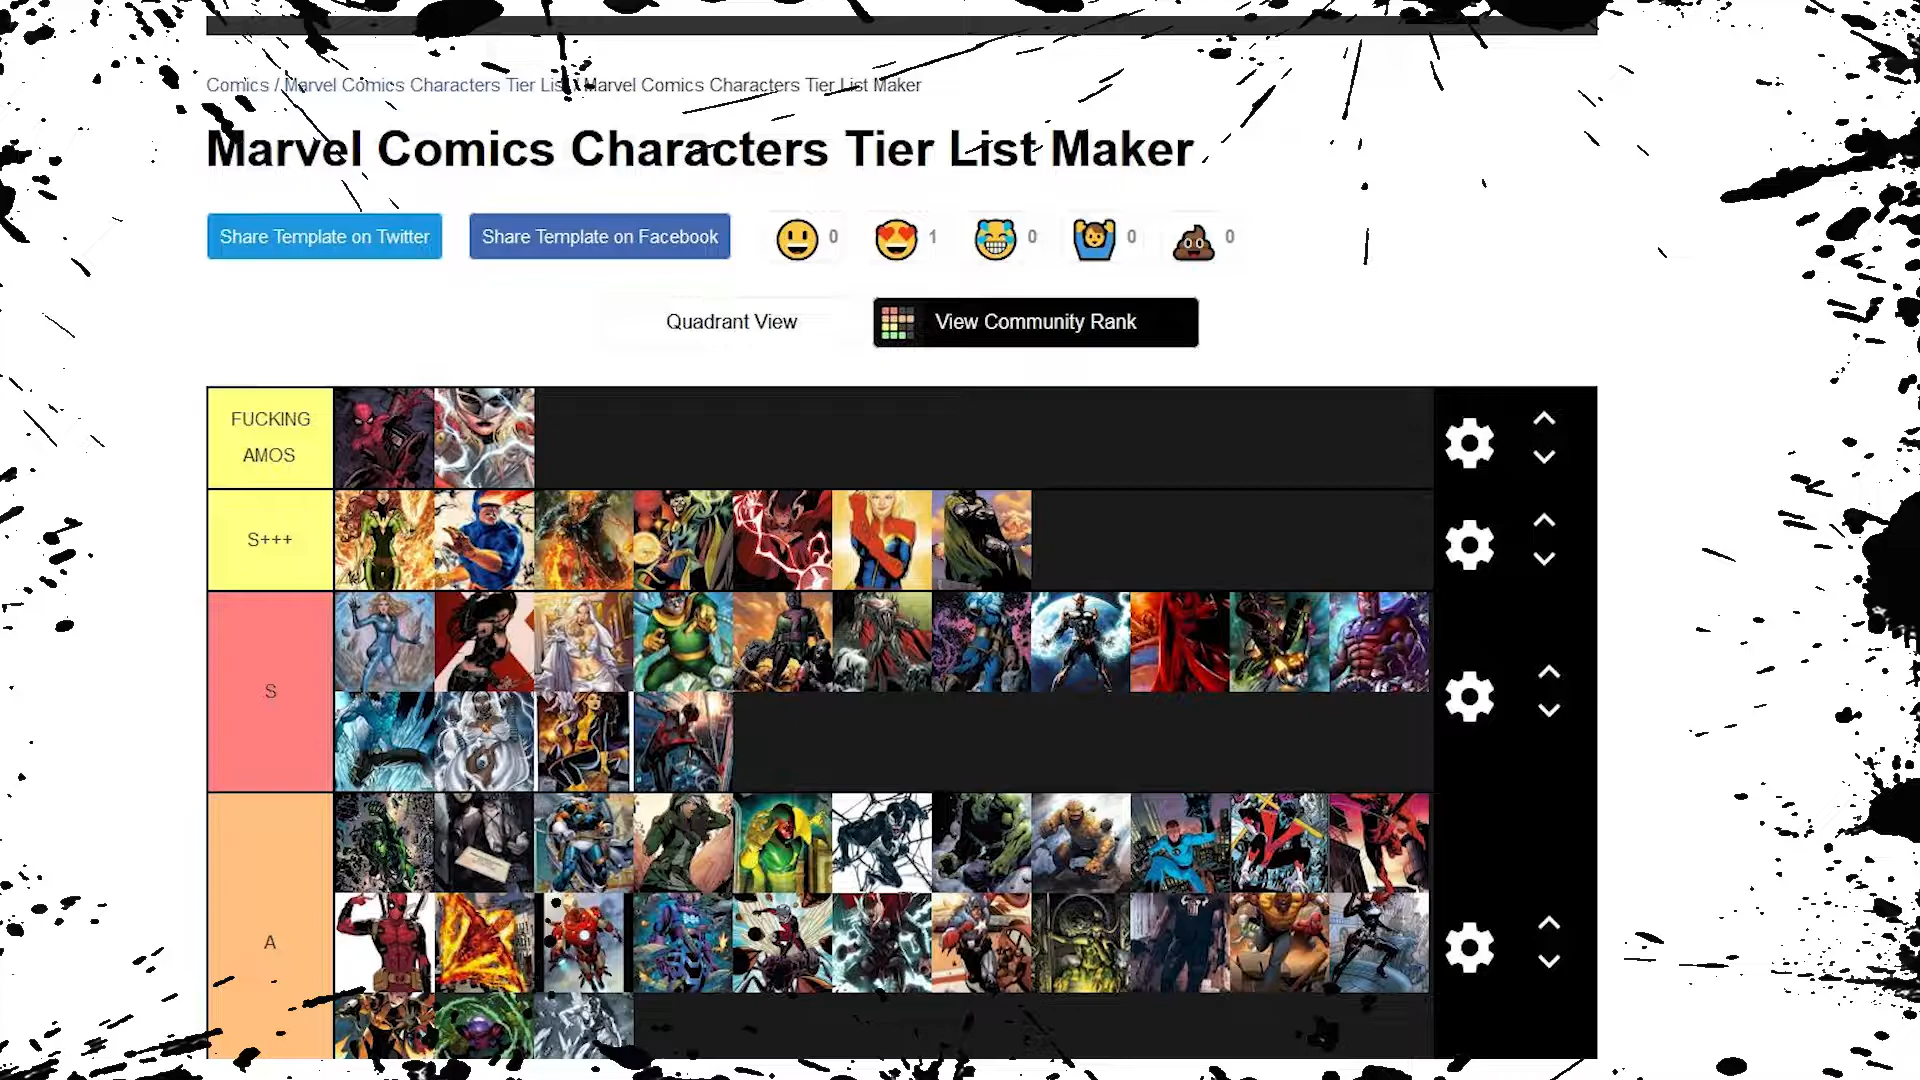 Comics / Marvel Comics Characters Tier List / Marvel Comics Characters Tier List Maker
Marvel Comics Characters Tier List Maker
Share Template on Twitter
Share Template on Facebook
0
1
0
0
0
Quadrant View
View Community Rank
FUCKING
AMOS
S+++
S
A